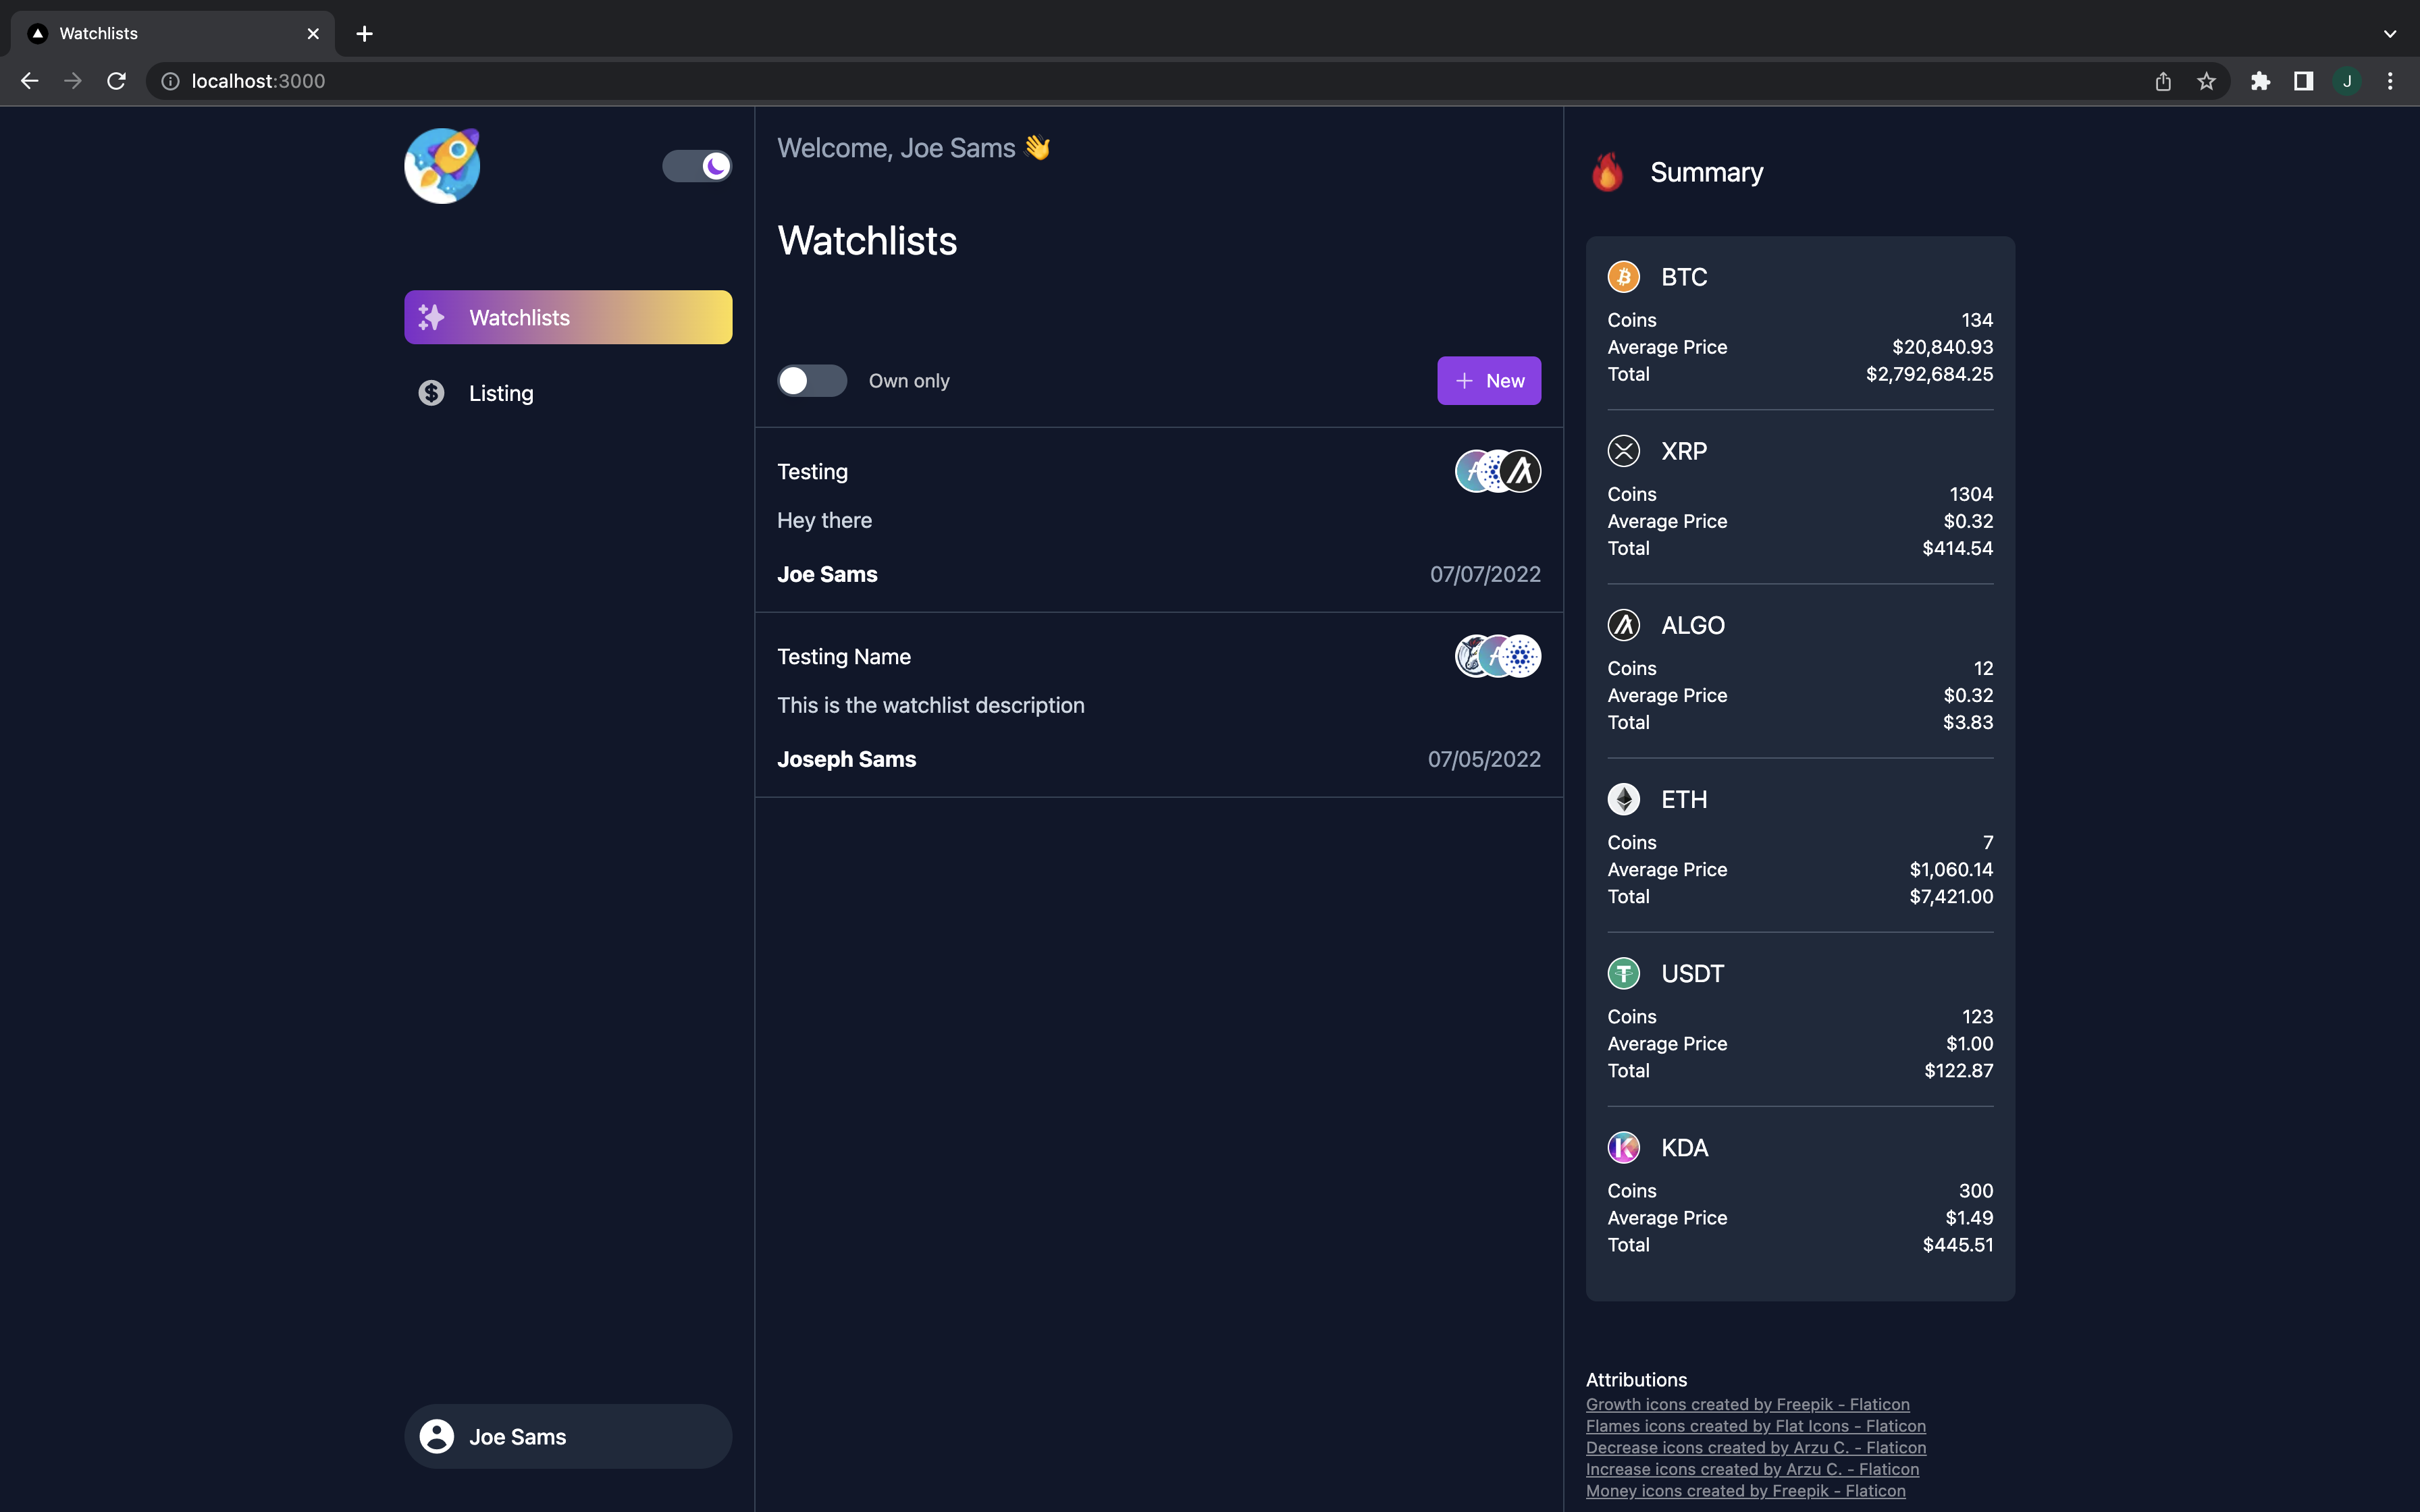 Watchlists
localhost:3000
J
Welcome, Joe Sams 👋
Watchlists
Watchlists
Listing
Own only
New
Testing
Hey there
Joe Sams
07/07/2022
Testing Name
This is the watchlist description
Joseph Sams
07/05/2022
Joe Sams
Summary
BTC
Coins 134
Average Price $20,840.93
Total $2,792,684.25
XRP
Coins 1304
Average Price $0.32
Total $414.54
ALGO
Coins 12
Average Price $0.32
Total $3.83
ETH
Coins 7
Average Price $1,060.14
Total $7,421.00
USDT
Coins 123
Average Price $1.00
Total $122.87
KDA
Coins 300
Average Price $1.49
Total $445.51
Attributions
Growth icons created by Freepik - Flaticon
Flames icons created by Flat Icons - Flaticon
Decrease icons created by Arzu C. - Flaticon
Increase icons created by Arzu C. - Flaticon
Money icons created by Freepik - Flaticon